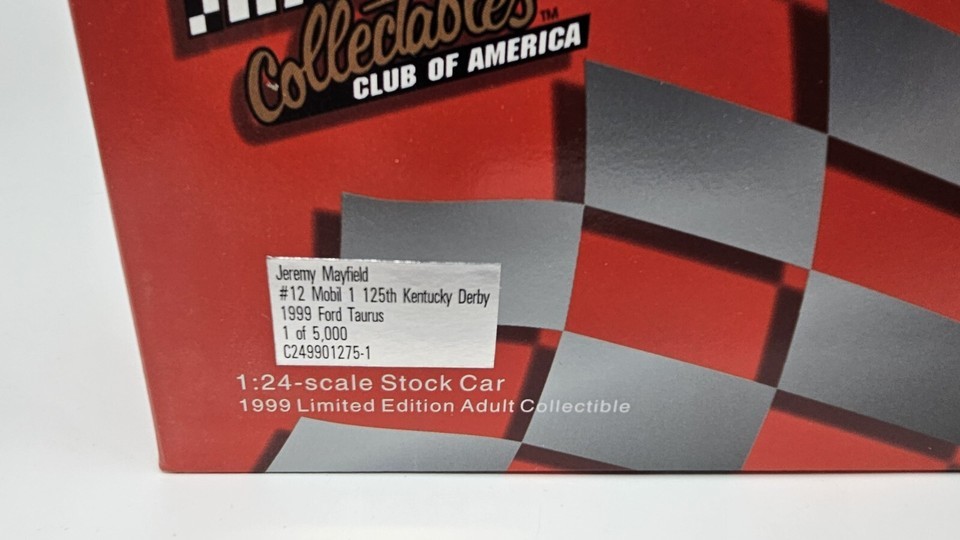 Collectables™
CLUB OF AMERICA
Jeremy Mayfield
#12 Mobil 1 125th Kentucky Derby
1999 Ford Taurus
1 of 5,000
C249901275-1
1:24-scale Stock Car
1999 Limited Edition Adult Collectible